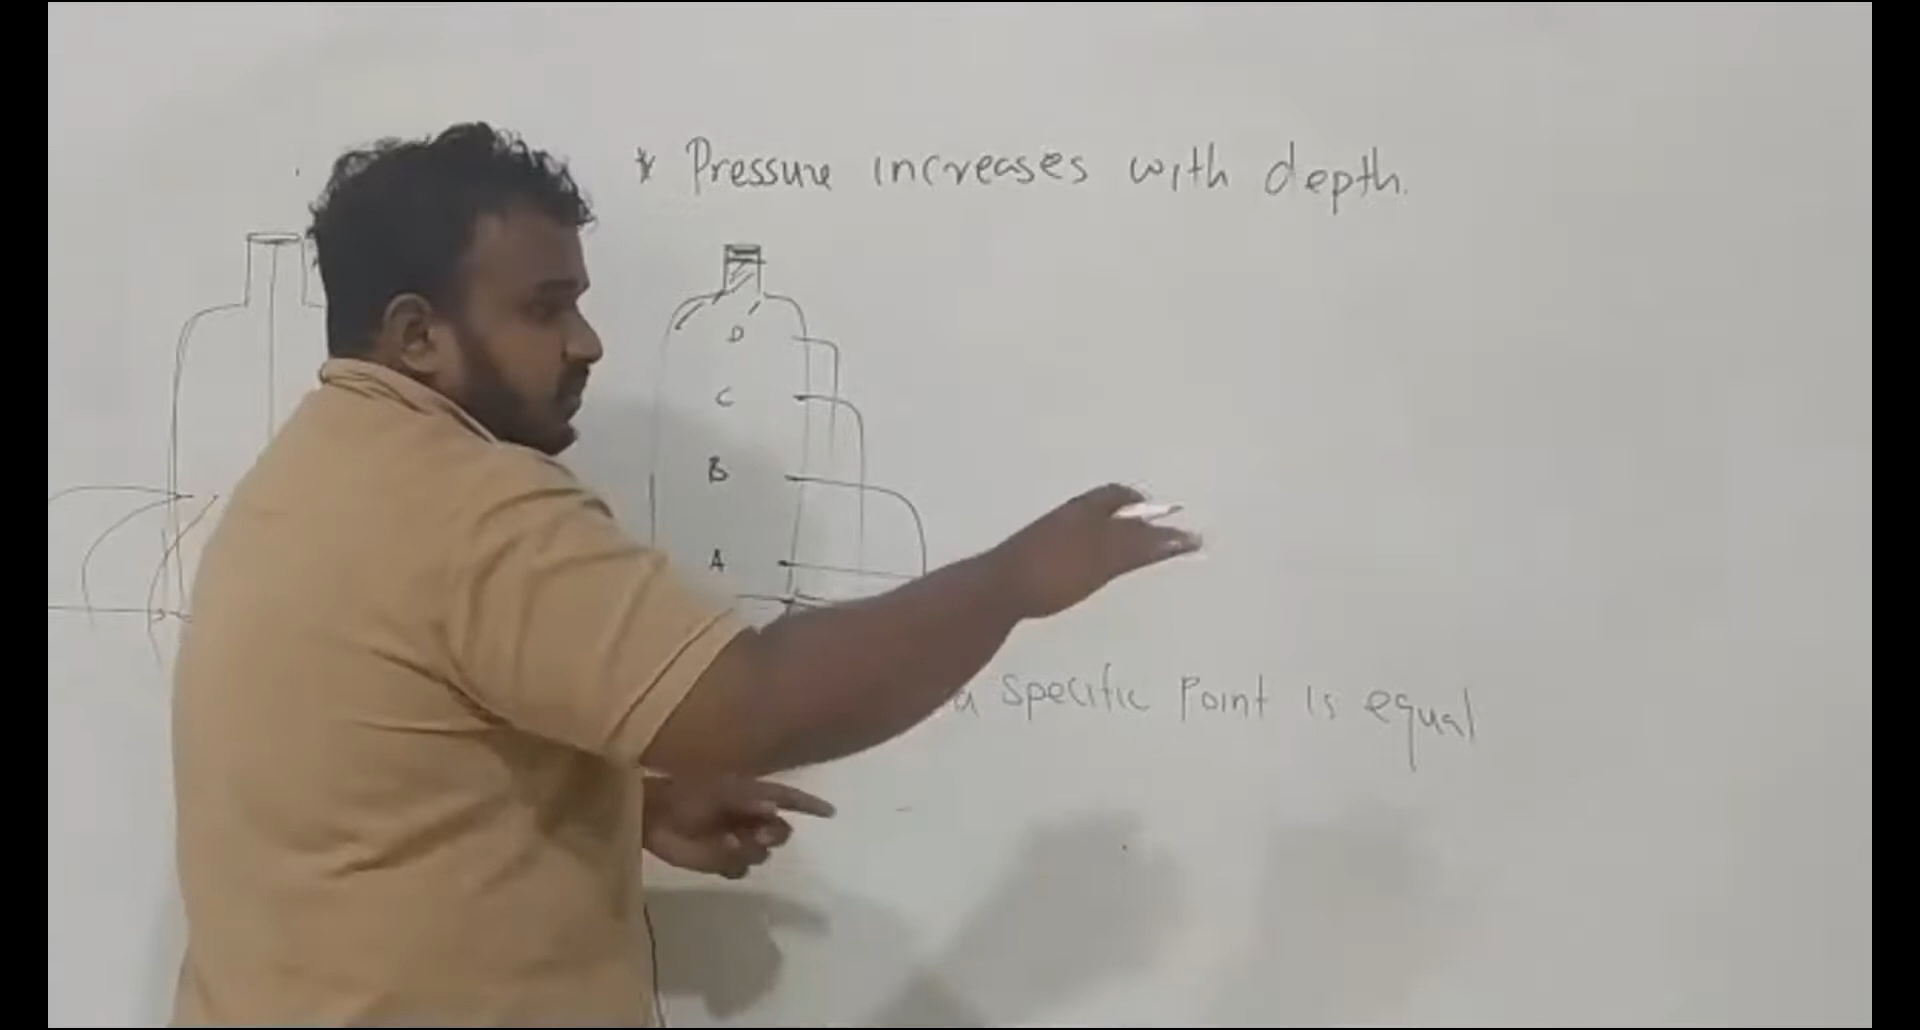 * Pressure increases with depth.
D
C
B
A
a specific point is equal